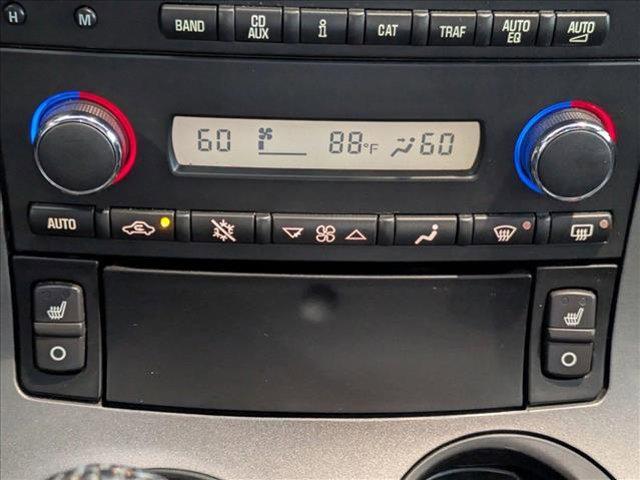 H M
BAND CD AUX i CAT TRAF AUTO EQ AUTO
60 88°F 60
AUTO